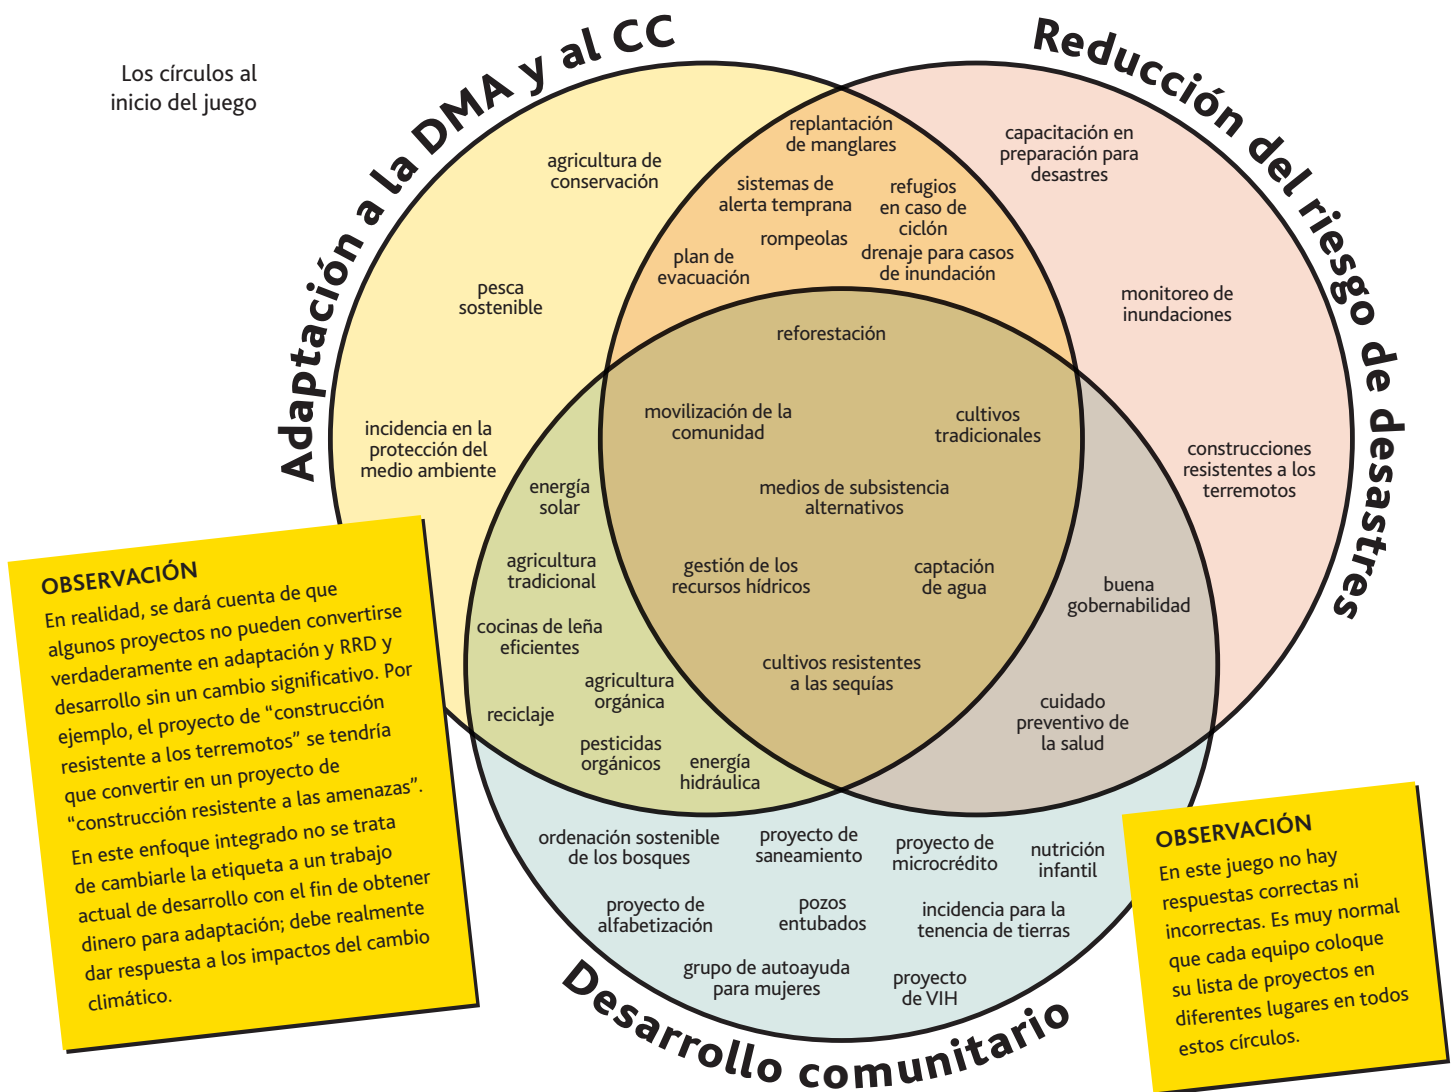 Los círculos al
inicio del juego
Adaptación a la DMA y al CC
Reducción del riesgo de desastres
agricultura de
conservación
pesca
sostenible
incidencia en la
protección del
medio ambiente
replantación
de manglares
sistemas de
alerta temprana
refugios
en caso de
ciclón
rompeolas
plan de
evacuación
drenaje para casos
de inundación
capacitación en
preparación para
desastres
monitoreo de
inundaciones
construcciones
resistentes a los
terremotos
reforestación
movilización de la
comunidad
cultivos
tradicionales
medios de subsistencia
alternativos
gestión de los
recursos hídricos
captación
de agua
cultivos resistentes
a las sequías
energía
solar
agricultura
tradicional
cocinas de leña
eficientes
agricultura
orgánica
reciclaje
pesticidas
orgánicos
energía
hidráulica
buena
gobernabilidad
cuidado
preventivo de
la salud
ordenación sostenible
de los bosques
proyecto de
saneamiento
proyecto de
microcrédito
nutrición
infantil
proyecto de
alfabetización
pozos
entubados
incidencia para la
tenencia de tierras
grupo de autoayuda
para mujeres
proyecto
de VIH
Desarrollo comunitario
OBSERVACIÓN
En realidad, se dará cuenta de que
algunos proyectos no pueden convertirse
verdaderamente en adaptación y RRD y
desarrollo sin un cambio significativo. Por
ejemplo, el proyecto de “construcción
resistente a los terremotos” se tendría
que convertir en un proyecto de
“construcción resistente a las amenazas”.
En este enfoque integrado no se trata
de cambiarle la etiqueta a un trabajo
actual de desarrollo con el fin de obtener
dinero para adaptación; debe realmente
dar respuesta a los impactos del cambio
climático.
OBSERVACIÓN
En este juego no hay
respuestas correctas ni
incorrectas. Es muy normal
que cada equipo coloque
su lista de proyectos en
diferentes lugares en todos
estos círculos.